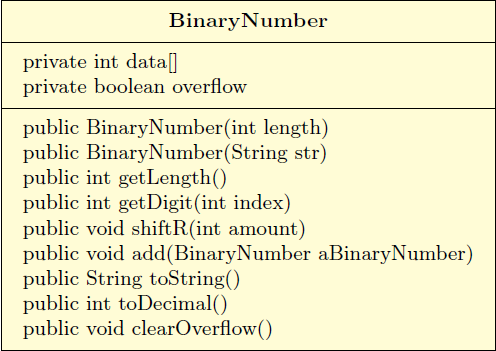 BinaryNumber
private int data[]
private boolean overflow
public BinaryNumber(int length)
public BinaryNumber(String str)
public int getLength()
public int getDigit(int index)
public void shiftR(int amount)
public void add(BinaryNumber aBinaryNumber)
public String toString()
public int toDecimal()
public void clearOverflow()